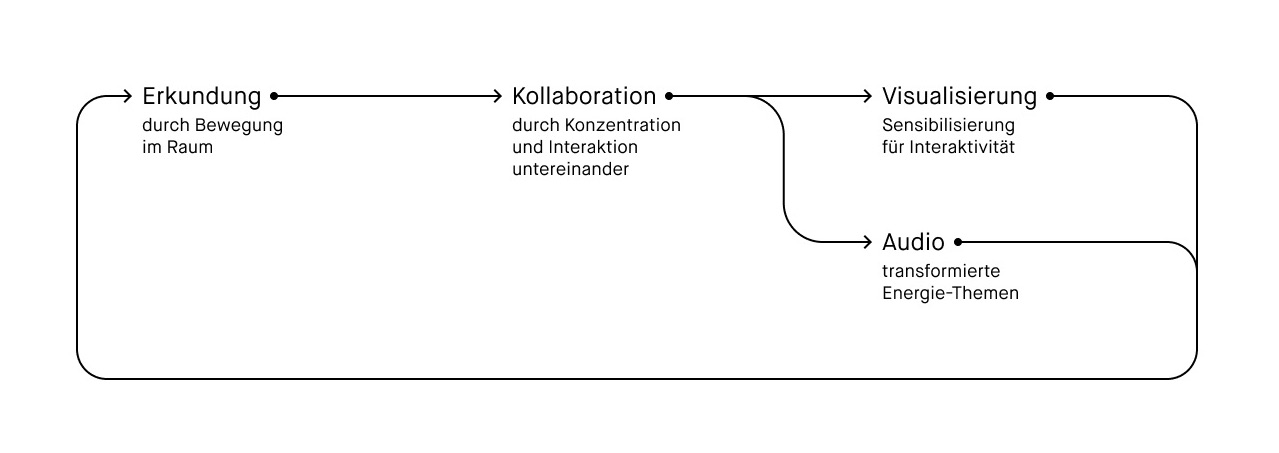 Erkundung
durch Bewegung
im Raum
Kollaboration
durch Konzentration
und Interaktion
untereinander
Visualisierung
Sensibilisierung
für Interaktivität
Audio
transformierte
Energie-Themen